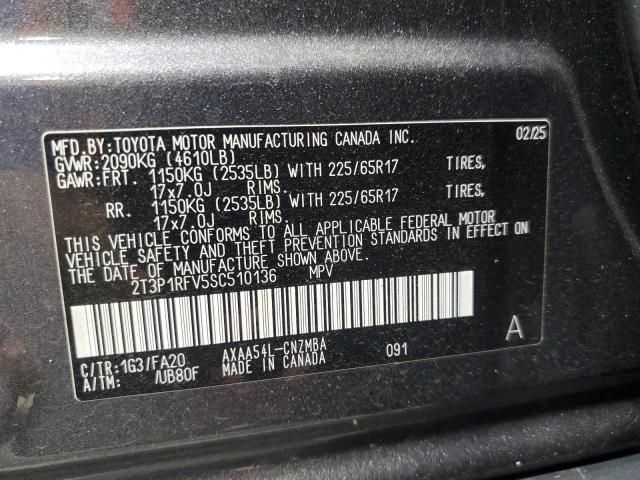 MFD.BY:TOYOTA MOTOR MANUFACTURING CANADA INC. 02/25
GVWR:2090KG (4610LB)
GAWR:FRT. 1150KG (2535LB) WITH 225/65R17 TIRES,
17x7.0J RIMS.
RR. 1150KG (2535LB) WITH 225/65R17 TIRES,
17x7.0J RIMS.
THIS VEHICLE CONFORMS TO ALL APPLICABLE FEDERAL MOTOR
VEHICLE SAFETY AND THEFT PREVENTION STANDARDS IN EFFECT ON
THE DATE OF MANUFACTURE SHOWN ABOVE.
2T3P1RFV5SC510136 MPV
C/TR:1G3/FA20 AXAA54L-CNZMBA 091 A
A/TM: /UB80F MADE IN CANADA